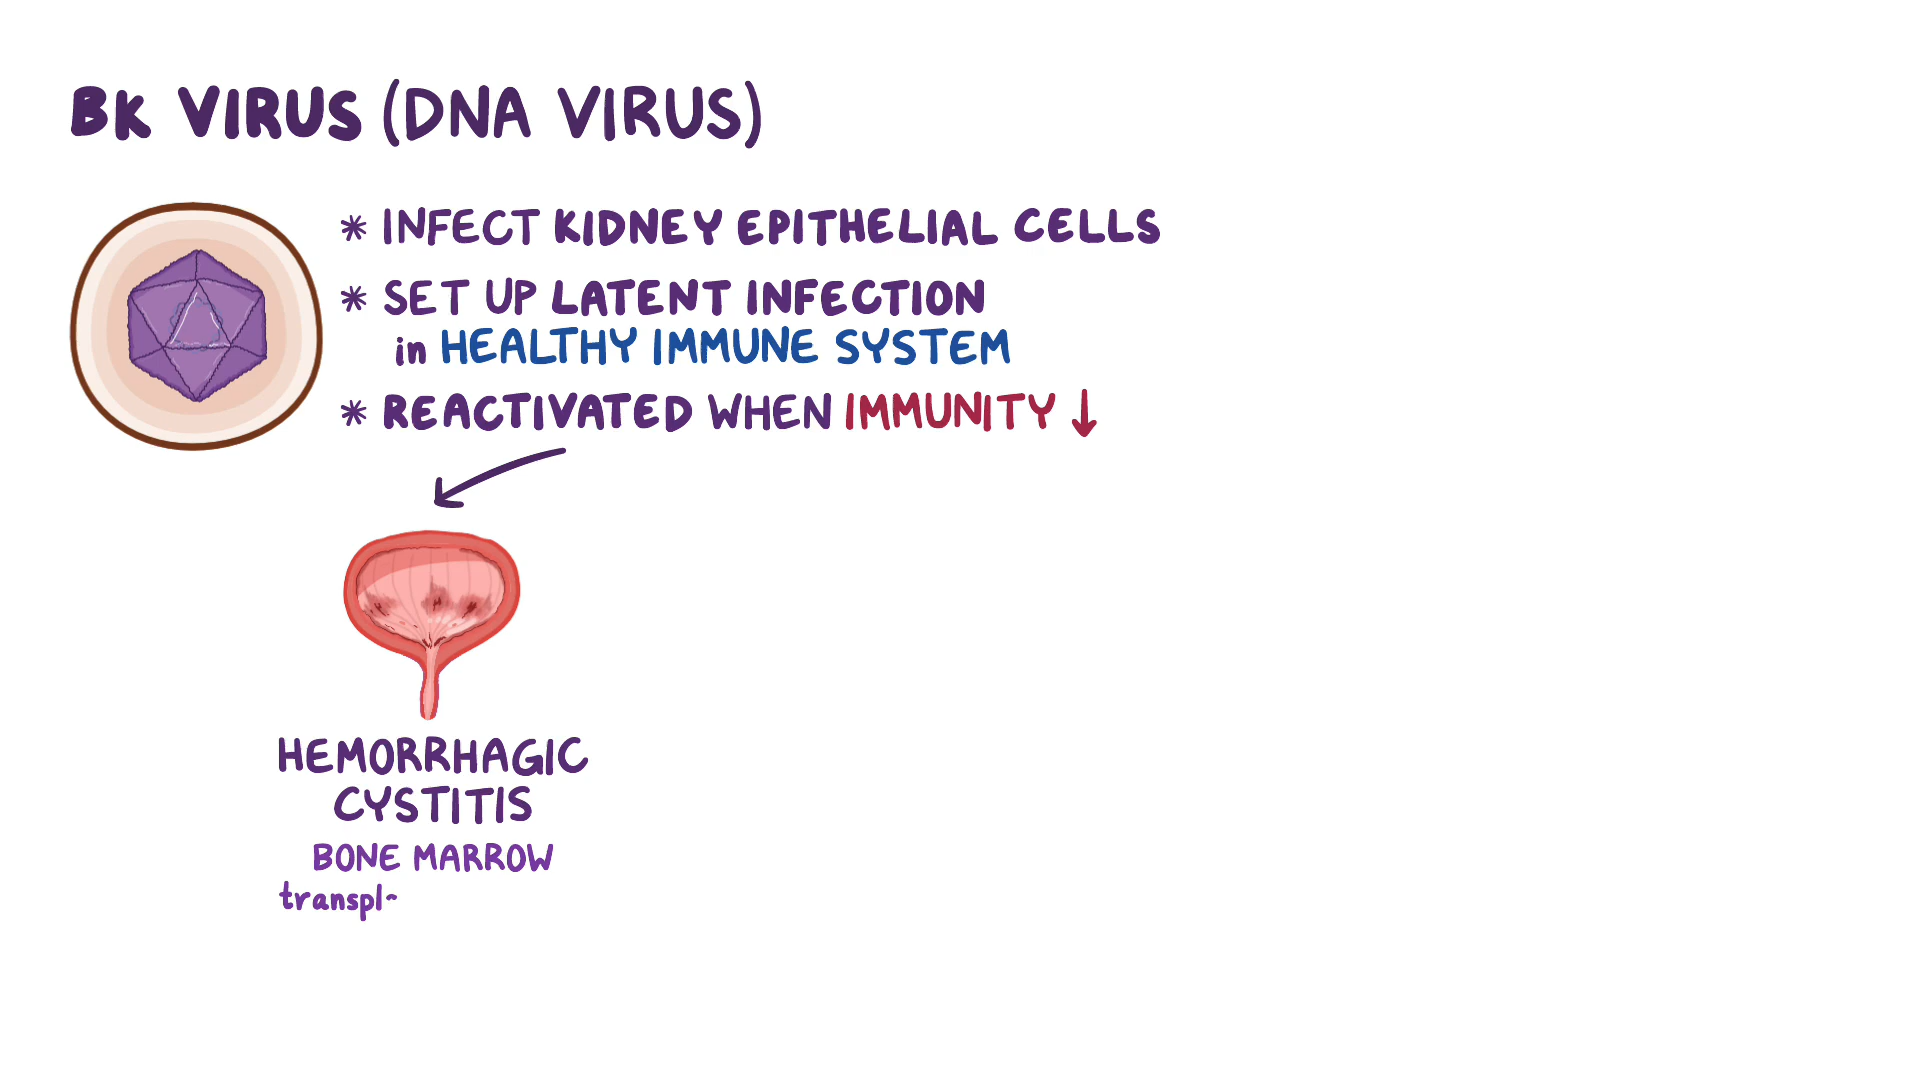 BK VIRUS (DNA VIRUS)
* INFECT KIDNEY EPITHELIAL CELLS
* SET UP LATENT INFECTION
in HEALTHY IMMUNE SYSTEM
* REACTIVATED WHEN IMMUNITY ↓
HEMORRHAGIC
CYSTITIS
BONE MARROW
transpl~